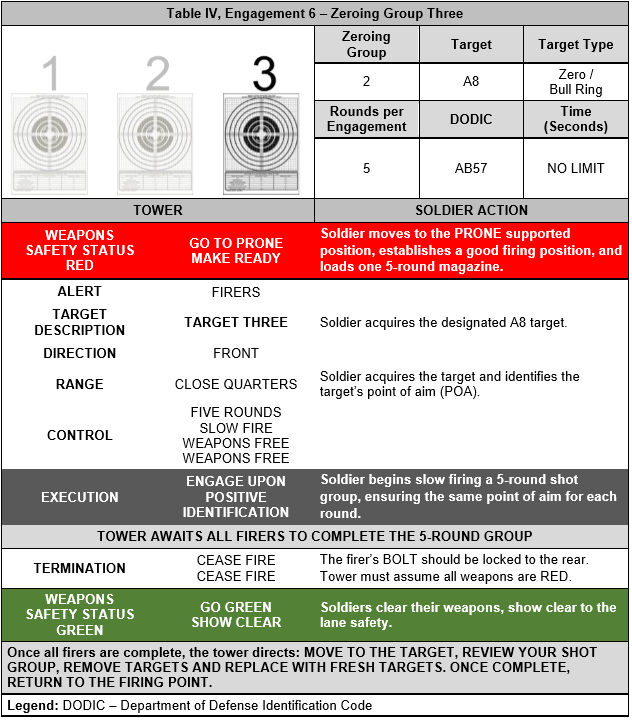 Table IV, Engagement 6 – Zeroing Group Three
1
2
3
Zeroing
Group
Target
Target Type
2
A8
Zero /
Bull Ring
Rounds per
Engagement
DODIC
Time
(Seconds)
5
AB57
NO LIMIT
TOWER
SOLDIER ACTION
WEAPONS
SAFETY STATUS
RED
GO TO PRONE
MAKE READY
Soldier moves to the PRONE supported
position, establishes a good firing position, and
loads one 5-round magazine.
ALERT
FIRERS
TARGET
DESCRIPTION
TARGET THREE
Soldier acquires the designated A8 target.
DIRECTION
FRONT
RANGE
CLOSE QUARTERS
Soldier acquires the target and identifies the
target's point of aim (POA).
CONTROL
FIVE ROUNDS
SLOW FIRE
WEAPONS FREE
WEAPONS FREE
EXECUTION
ENGAGE UPON
POSITIVE
IDENTIFICATION
Soldier begins slow firing a 5-round shot
group, ensuring the same point of aim for each
round.
TOWER AWAITS ALL FIRERS TO COMPLETE THE 5-ROUND GROUP
TERMINATION
CEASE FIRE
CEASE FIRE
The firer's BOLT should be locked to the rear.
Tower must assume all weapons are RED.
WEAPONS
SAFETY STATUS
GREEN
GO GREEN
SHOW CLEAR
Soldiers clear their weapons, show clear to the
lane safety.
Once all firers are complete, the tower directs: MOVE TO THE TARGET, REVIEW YOUR SHOT
GROUP, REMOVE TARGETS AND REPLACE WITH FRESH TARGETS. ONCE COMPLETE,
RETURN TO THE FIRING POINT.
Legend: DODIC – Department of Defense Identification Code